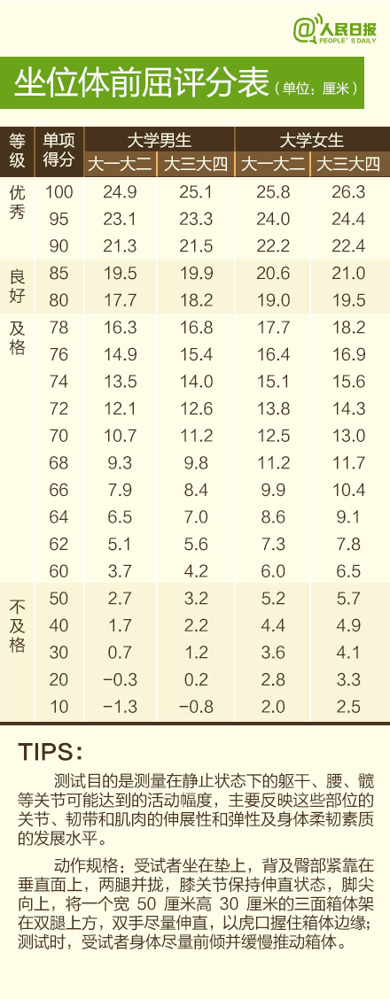 @人民日报
PEOPLE'S DAILY
坐位体前屈评分表（单位：厘米）
等级 单项得分 大学男生 大学女生
大一大二 大三大四 大一大二 大三大四
优秀 100 24.9 25.1 25.8 26.3
95 23.1 23.3 24.0 24.4
90 21.3 21.5 22.2 22.4
良好 85 19.5 19.9 20.6 21.0
80 17.7 18.2 19.0 19.5
及格 78 16.3 16.8 17.7 18.2
76 14.9 15.4 16.4 16.9
74 13.5 14.0 15.1 15.6
72 12.1 12.6 13.8 14.3
70 10.7 11.2 12.5 13.0
68 9.3 9.8 11.2 11.7
66 7.9 8.4 9.9 10.4
64 6.5 7.0 8.6 9.1
62 5.1 5.6 7.3 7.8
60 3.7 4.2 6.0 6.5
不及格 50 2.7 3.2 5.2 5.7
40 1.7 2.2 4.4 4.9
30 0.7 1.2 3.6 4.1
20 −0.3 0.2 2.8 3.3
10 −1.3 −0.8 2.0 2.5
TIPS：
测试目的是测量在静止状态下的躯干、腰、髋
等关节可能达到的活动幅度，主要反映这些部位的
关节、韧带和肌肉的伸展性和弹性及身体柔韧素质
的发展水平。
动作规格：受试者坐在垫上，背及臀部紧靠在
垂直面上，两腿并拢，膝关节保持伸直状态，脚尖
向上，将一个宽 50 厘米高 30 厘米的三面箱体架
在双腿上方，双手尽量伸直，以虎口握住箱体边缘；
测试时，受试者身体尽量前倾并缓慢推动箱体。